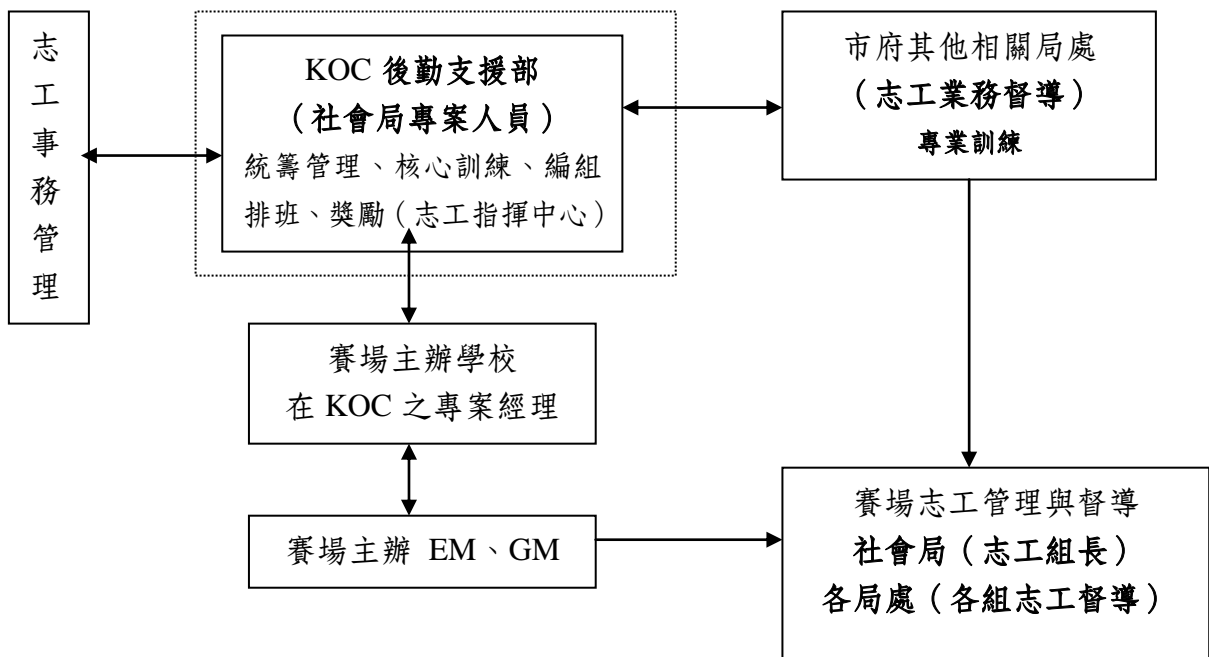 志工事務管理
KOC 後勤支援部
（社會局專案人員）
統籌管理、核心訓練、編組
排班、獎勵（志工指揮中心）
市府其他相關局處
（志工業務督導）
專業訓練
賽場主辦學校
在 KOC 之專案經理
賽場主辦 EM、GM
賽場志工管理與督導
社會局（志工組長）
各局處（各組志工督導）